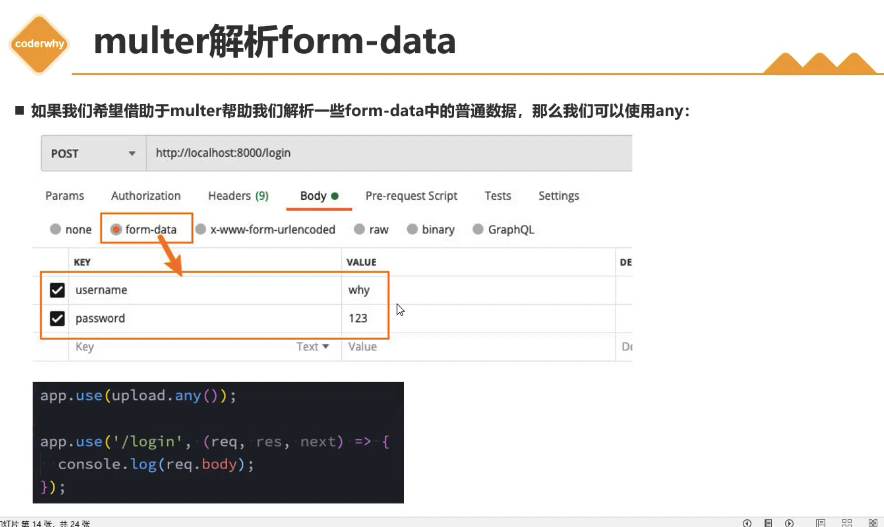 coderwhy
multer解析form-data
■ 如果我们希望借助于multer帮助我们解析一些form-data中的普通数据，那么我们可以使用any：
POST http://localhost:8000/login
Params Authorization Headers (9) Body Pre-request Script Tests Settings
none form-data x-www-form-urlencoded raw binary GraphQL
KEY VALUE DE
username why
password 123
Key Text Value De
app.use(upload.any());
app.use('/login', (req, res, next) => {
console.log(req.body);
});
幻灯片 第 14 张，共 24 张